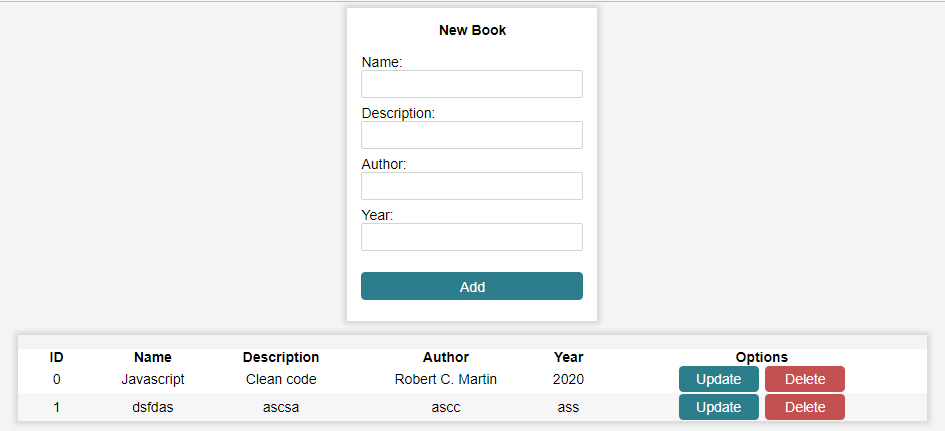 New Book
Name:
Description:
Author:
Year:
Add
ID Name Description Author Year Options
0 Javascript Clean code Robert C. Martin 2020 Update Delete
1 dsfdas ascsa ascc ass Update Delete